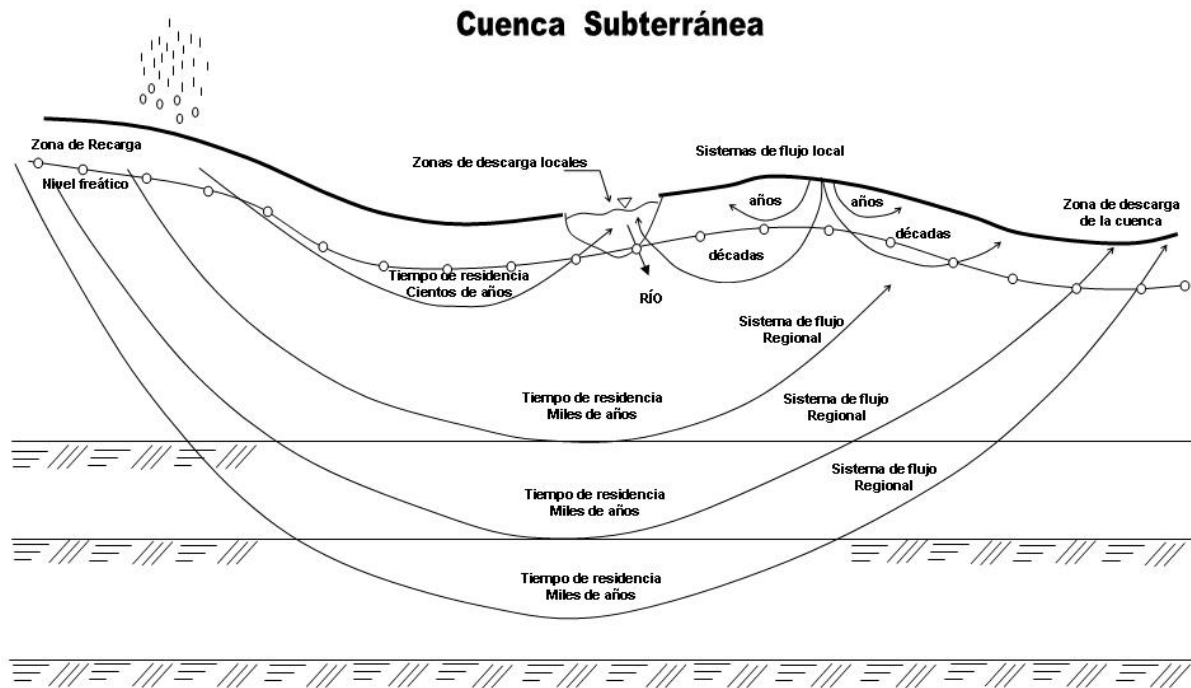 Cuenca Subterránea
Zona de Recarga
Nivel freático
Zonas de descarga locales
Sistemas de flujo local
años
años
Zona de descarga
de la cuenca
décadas
décadas
Tiempo de residencia
Cientos de años
RÍO
Sistema de flujo
Regional
Tiempo de residencia
Miles de años
Sistema de flujo
Regional
Sistema de flujo
Regional
Tiempo de residencia
Miles de años
Tiempo de residencia
Miles de años